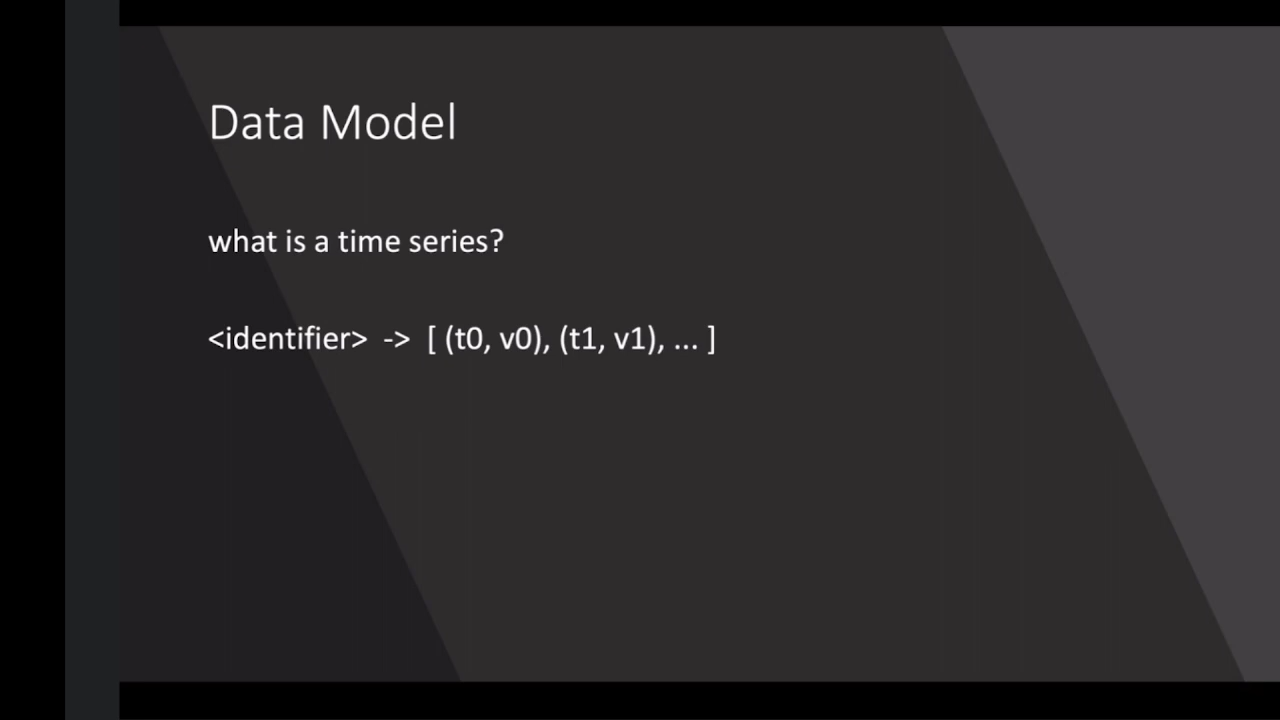 Data Model
what is a time series?
<identifier> -> [ (t0, v0), (t1, v1), ... ]